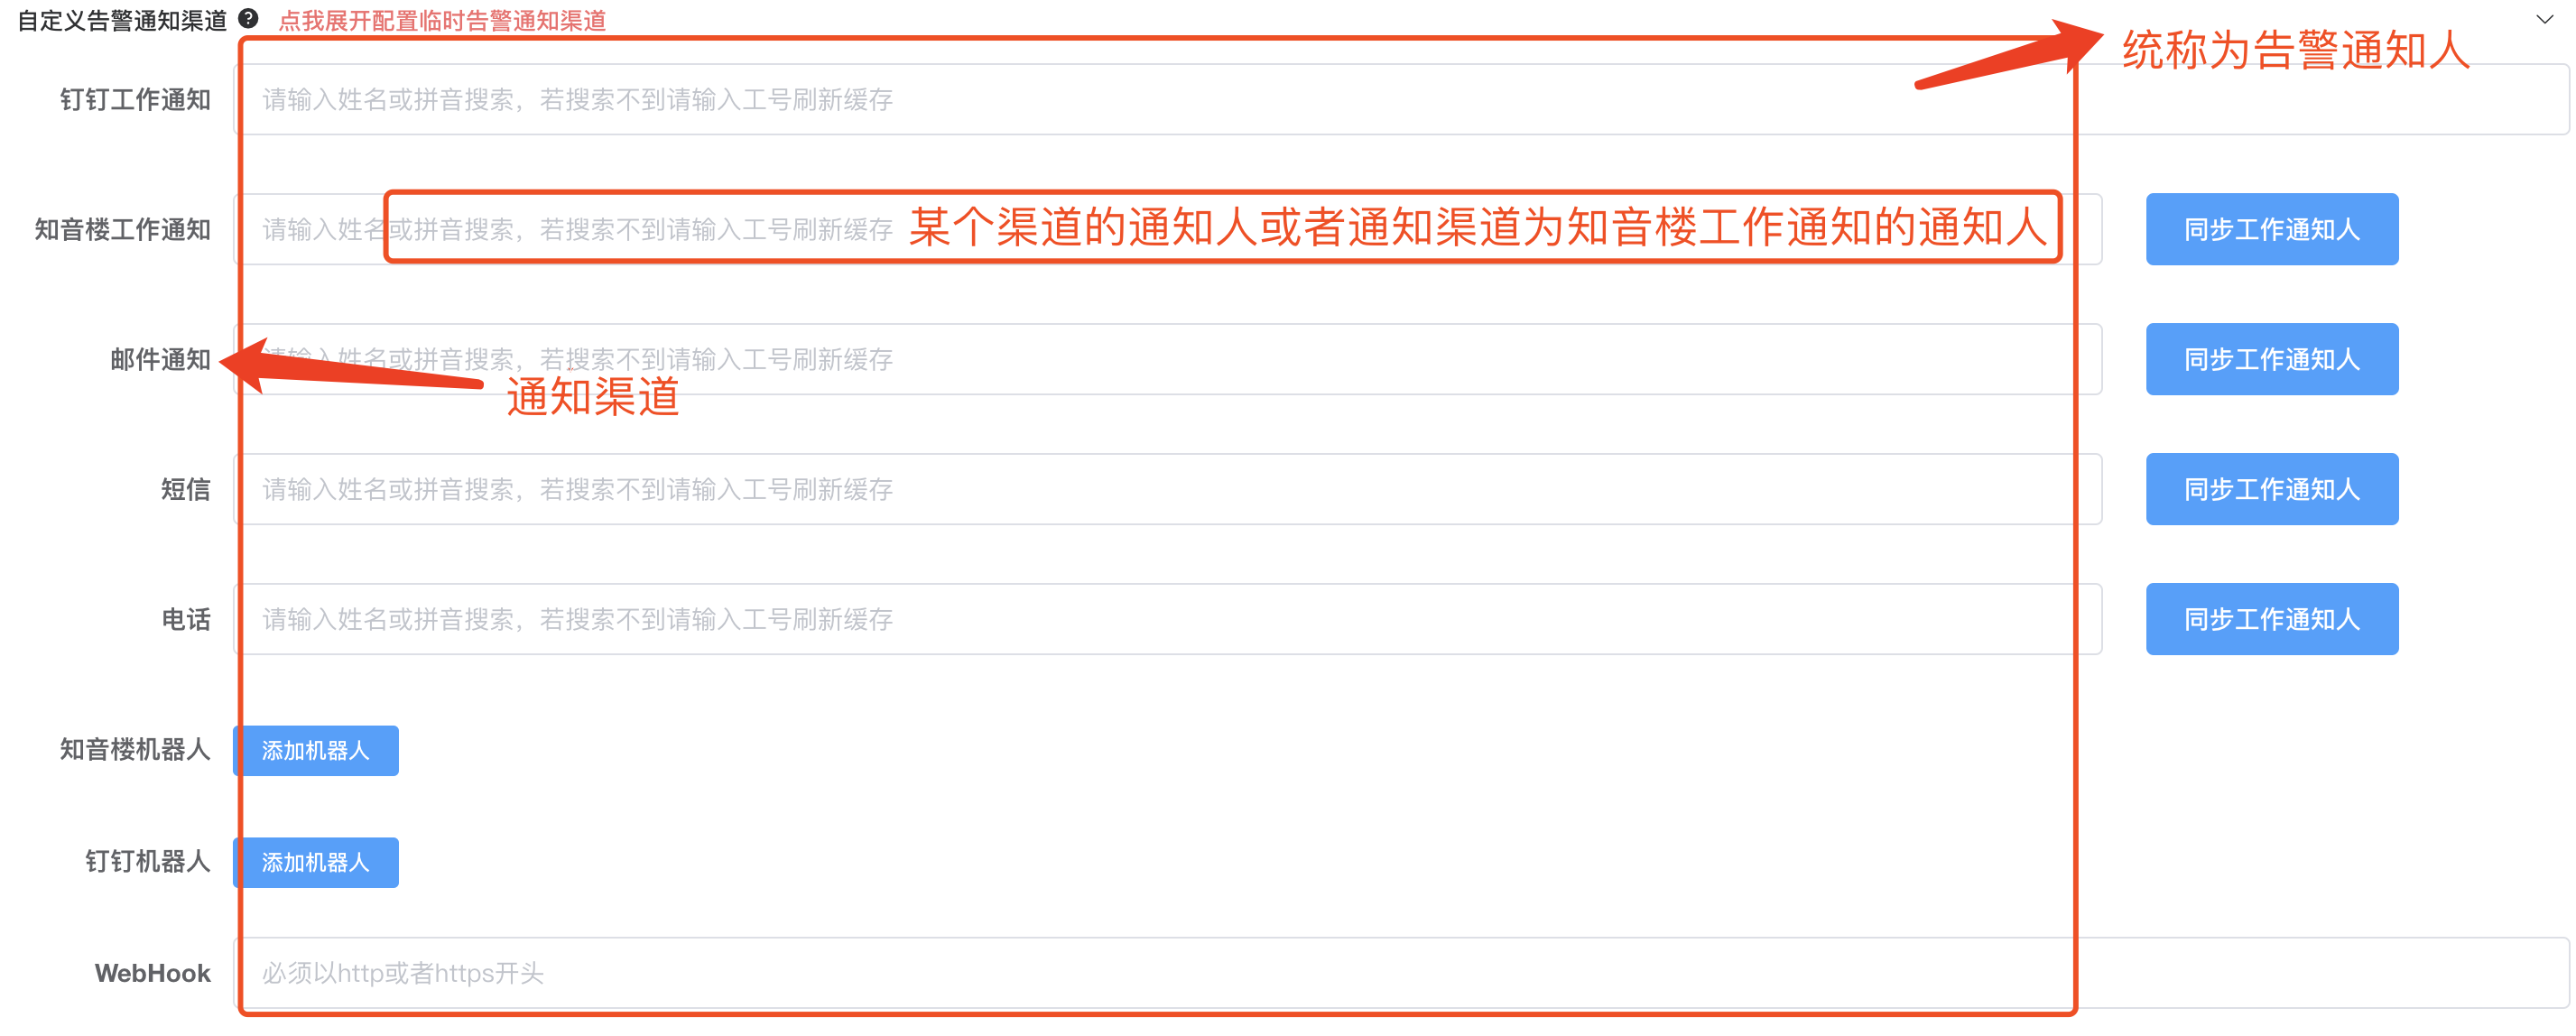 自定义告警通知渠道 ? 点我展开配置临时告警通知渠道
统称为告警通知人
钉钉工作通知 请输入姓名或拼音搜索，若搜索不到请输入工号刷新缓存
知音楼工作通知 请输入姓名或拼音搜索，若搜索不到请输入工号刷新缓存 某个渠道的通知人或者通知渠道为知音楼工作通知的通知人 同步工作通知人
邮件通知 请输入姓名或拼音搜索，若搜索不到请输入工号刷新缓存 同步工作通知人
通知渠道
短信 请输入姓名或拼音搜索，若搜索不到请输入工号刷新缓存 同步工作通知人
电话 请输入姓名或拼音搜索，若搜索不到请输入工号刷新缓存 同步工作通知人
知音楼机器人 添加机器人
钉钉机器人 添加机器人
WebHook 必须以http或者https开头